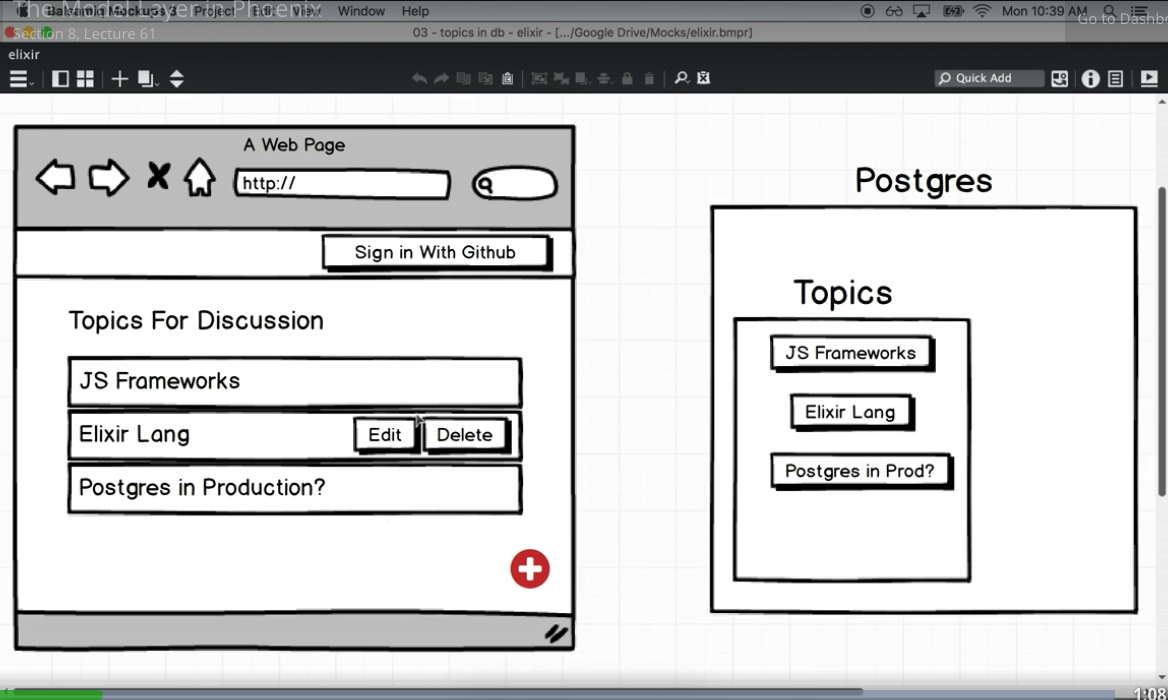 The Model Layer in Phoenix
Balsamiq Mockups 3 Project Edit View Window Help
Mon 10:39 AM
Go to Dashbo
Section 8, Lecture 61
03 - topics in db - elixir - [.../Google Drive/Mocks/elixir.bmpr]
elixir
Quick Add
A Web Page
http://
Sign in With Github
Topics For Discussion
JS Frameworks
Elixir Lang
Edit
Delete
Postgres in Production?
Postgres
Topics
JS Frameworks
Elixir Lang
Postgres in Prod?
1:08